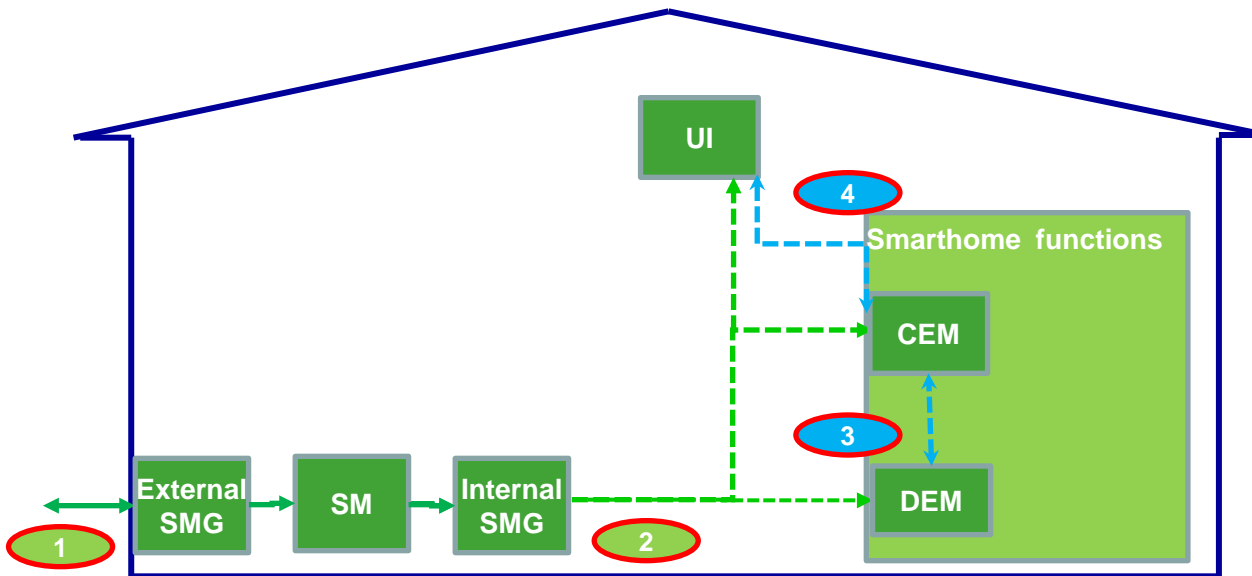 UI
4
Smarthome functions
CEM
3
External
SMG
SM
Internal
SMG
DEM
1
2